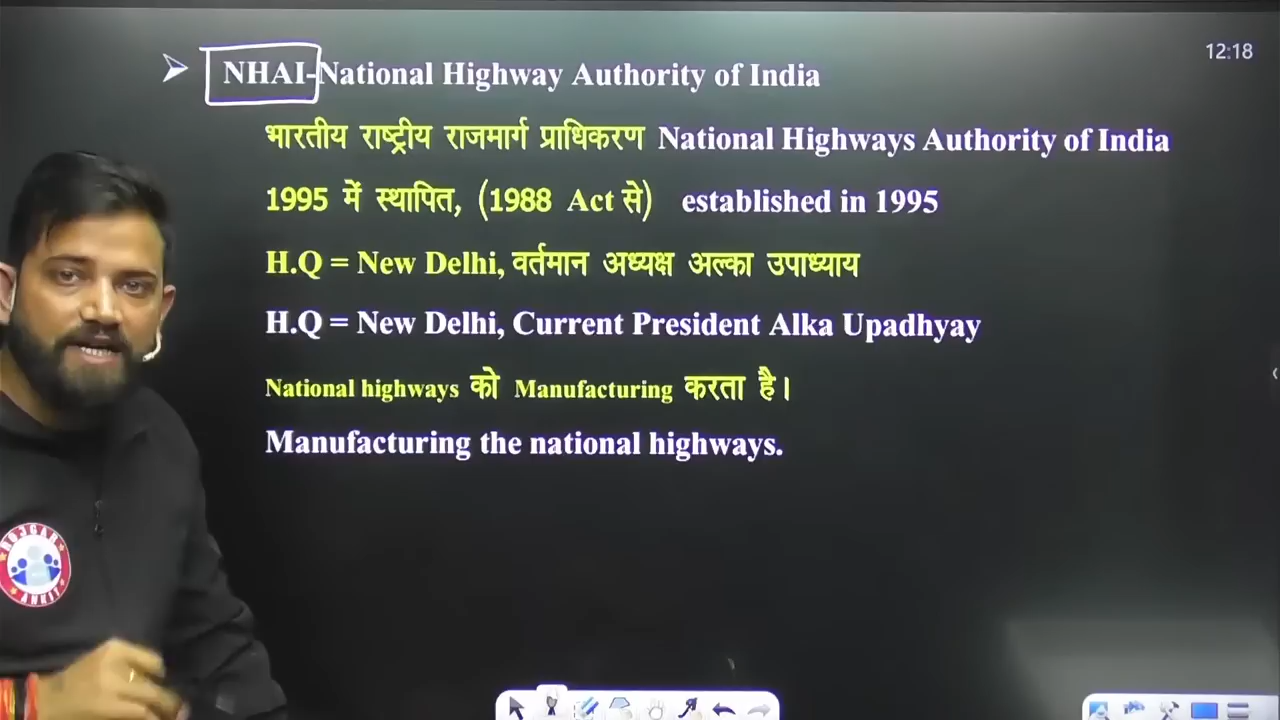 12:18
NHAI-National Highway Authority of India
भारतीय राष्ट्रीय राजमार्ग प्राधिकरण National Highways Authority of India
1995 में स्थापित, (1988 Act से) established in 1995
H.Q = New Delhi, वर्तमान अध्यक्ष अल्का उपाध्याय
H.Q = New Delhi, Current President Alka Upadhyay
National highways को Manufacturing करता है।
Manufacturing the national highways.
ROJGAR
ANKIT